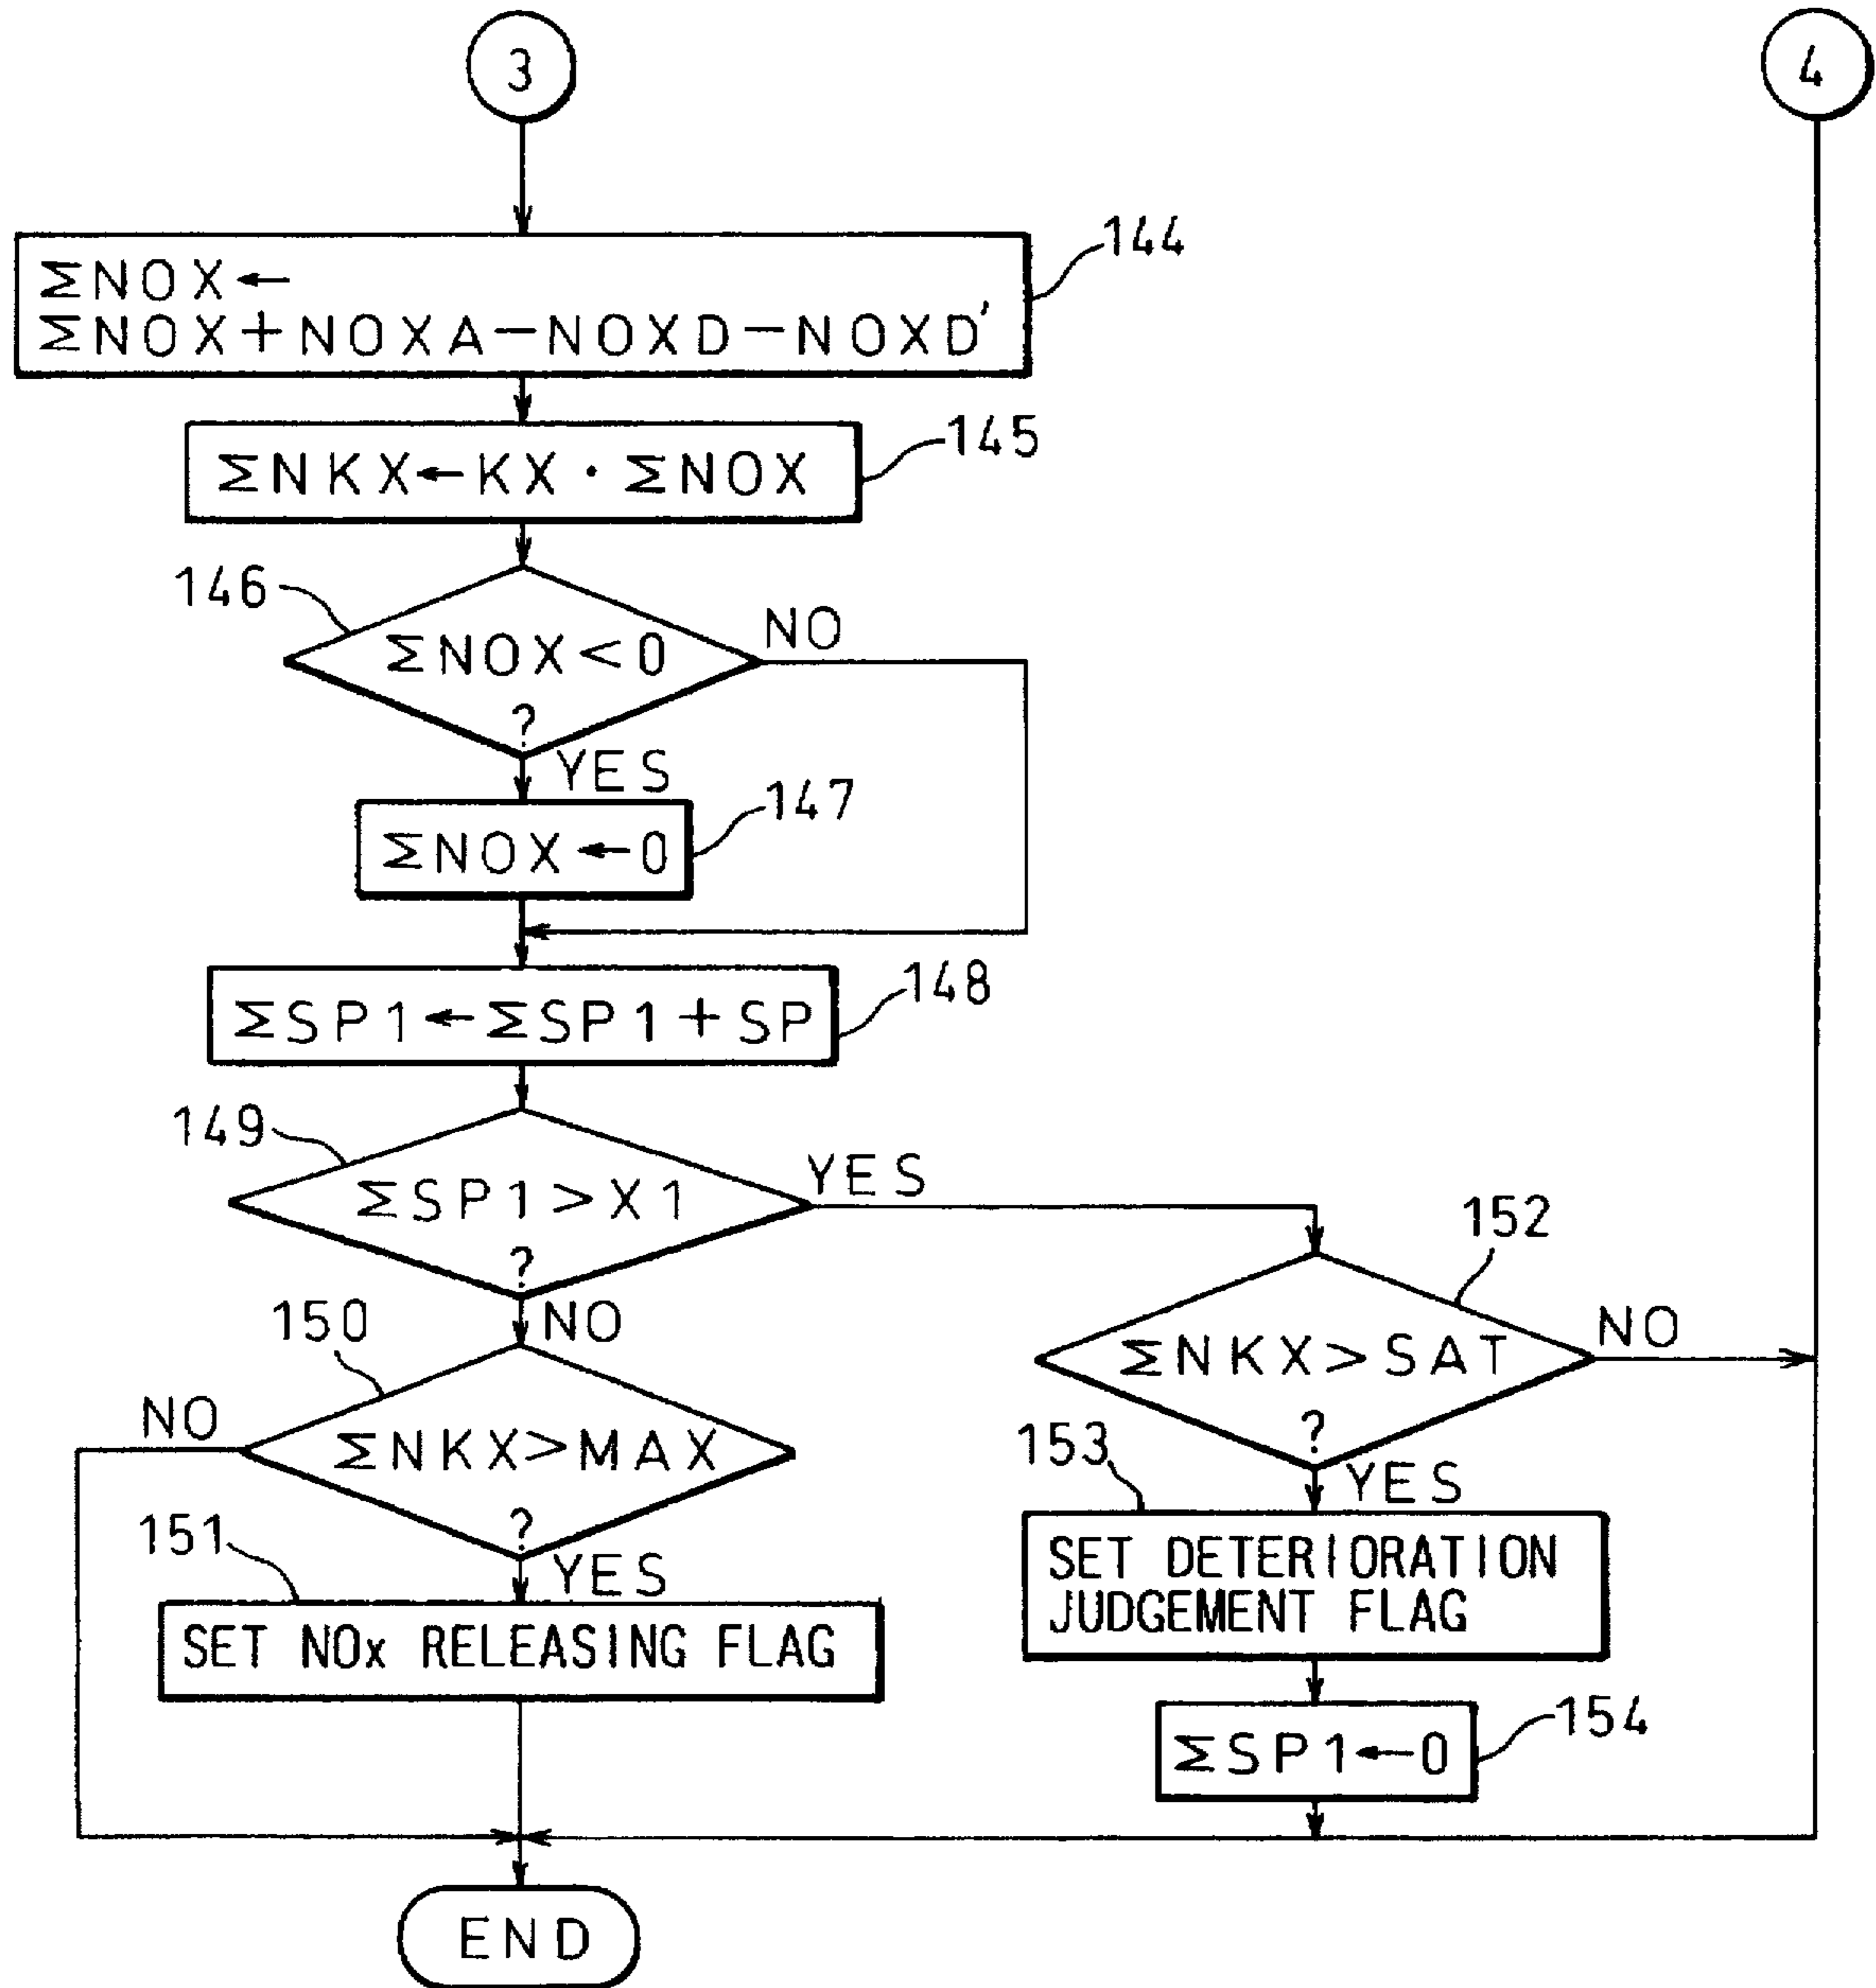 3
4
ΣNOX←
ΣNOX+NOXA−NOXD−NOXD'
144
ΣNKX←KX·ΣNOX
145
146
ΣNOX<0
?
NO
YES
ΣNOX←0
147
ΣSP1←ΣSP1+SP
148
149
ΣSP1>X1
?
YES
NO
152
ΣNKX>SAT
?
NO
YES
150
ΣNKX>MAX
?
NO
YES
151
SET NOx RELEASING FLAG
153
SET DETERIORATION
JUDGEMENT FLAG
ΣSP1←0
154
END